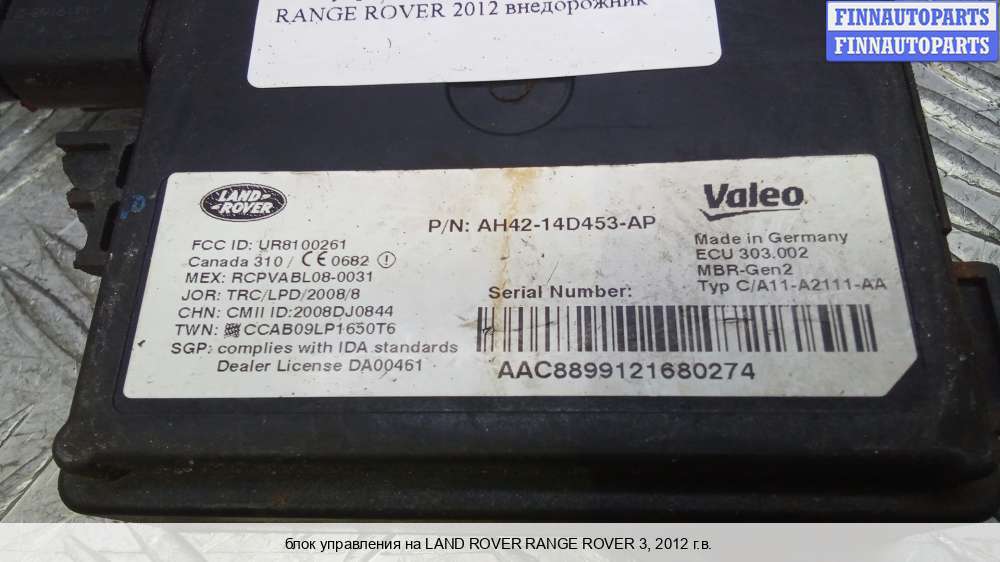 RANGE ROVER 2012 внедорожник
FINNAUTOPARTS
FINNAUTOPARTS
LAND ROVER
P/N: AH42-14D453-AP
Valeo
FCC ID: UR8100261
Canada 310 / CE 0682
MEX: RCPVABL08-0031
JOR: TRC/LPD/2008/8
CHN: CMII ID:2008DJ0844
TWN: CCAB09LP1650T6
SGP: complies with IDA standards
Dealer License DA00461
Made in Germany
ECU 303.002
MBR-Gen2
Typ C/A11-A2111-AA
Serial Number:
AAC8899121680274
блок управления на LAND ROVER RANGE ROVER 3, 2012 г.в.